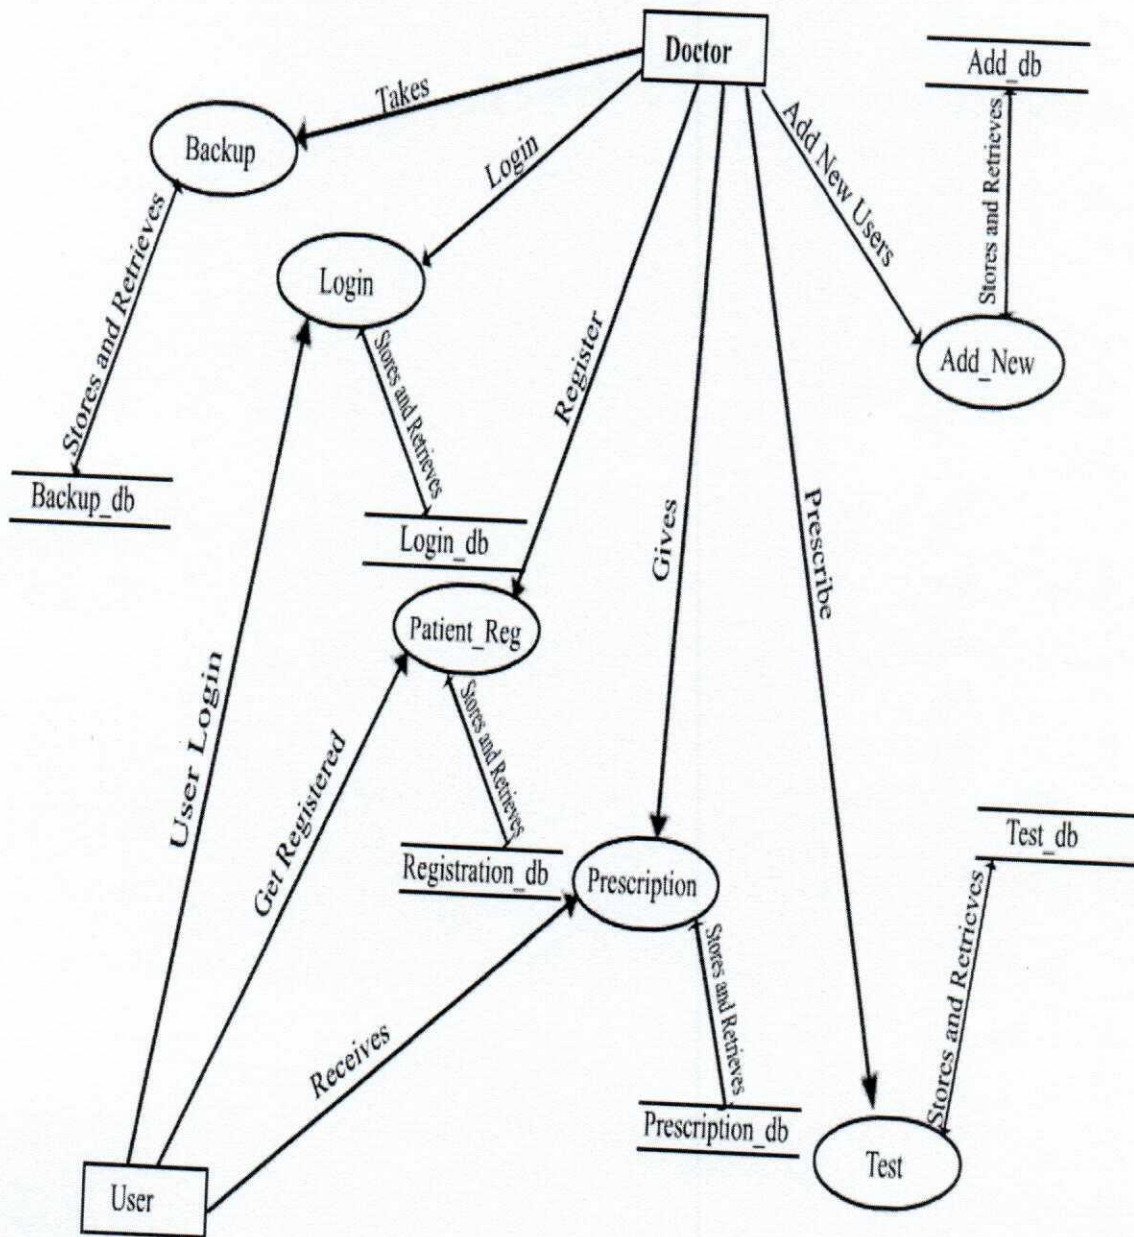 Doctor
Add_db
Takes
Backup
Login
Add New Users
Stores and Retrieves
Login
Stores and Retrieves
Stores and Retrieves
Register
Add_New
Backup_db
Login_db
Gives
Prescribe
Patient_Reg
User Login
Get Registered
Stores and Retrieves
Registration_db
Prescription
Test_db
Stores and Retrieves
Stores and Retrieves
Receives
Prescription_db
Test
User